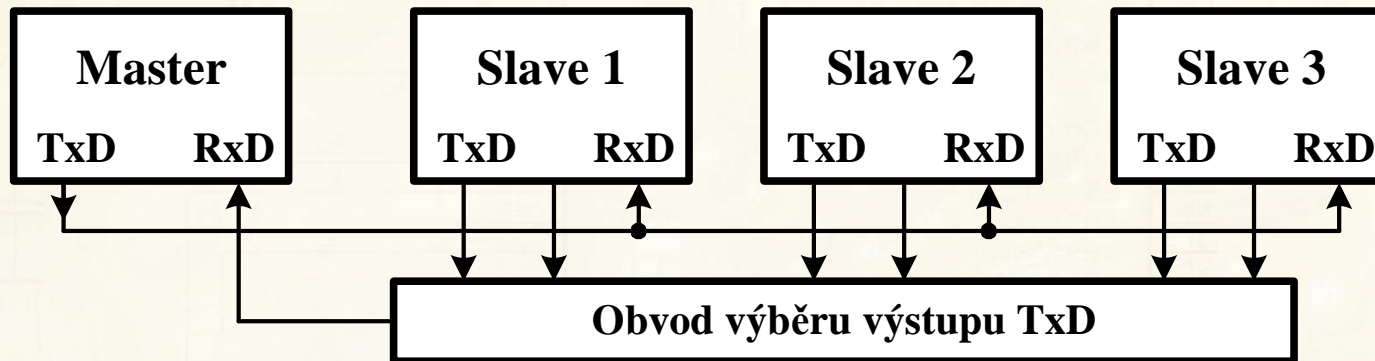 Master
Slave 1
Slave 2
Slave 3
TxD RxD
TxD RxD
TxD RxD
TxD RxD
Obvod výběru výstupu TxD